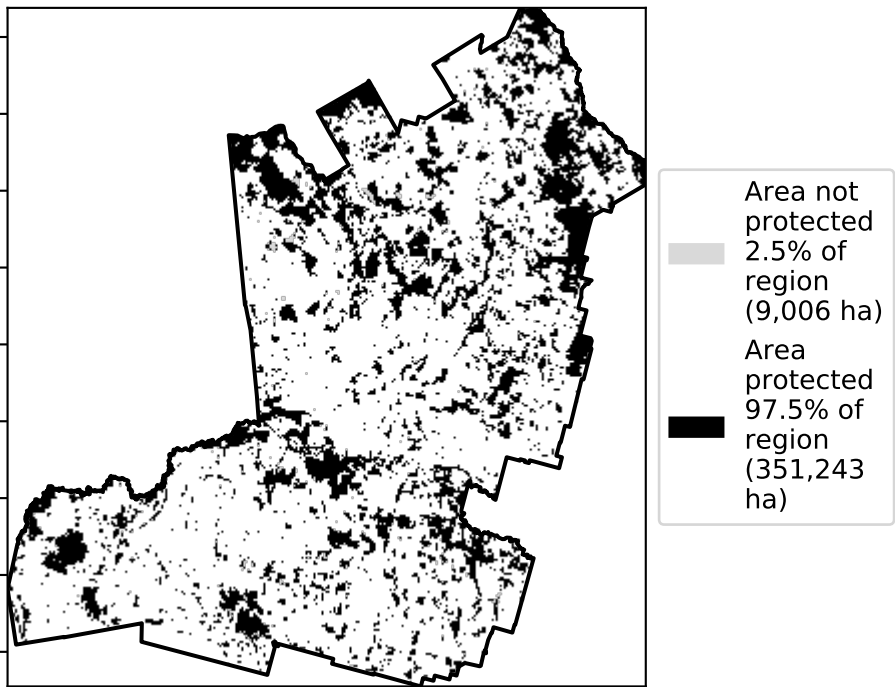 Area not
protected
2.5% of
region
(9,006 ha)
Area
protected
97.5% of
region
(351,243
ha)